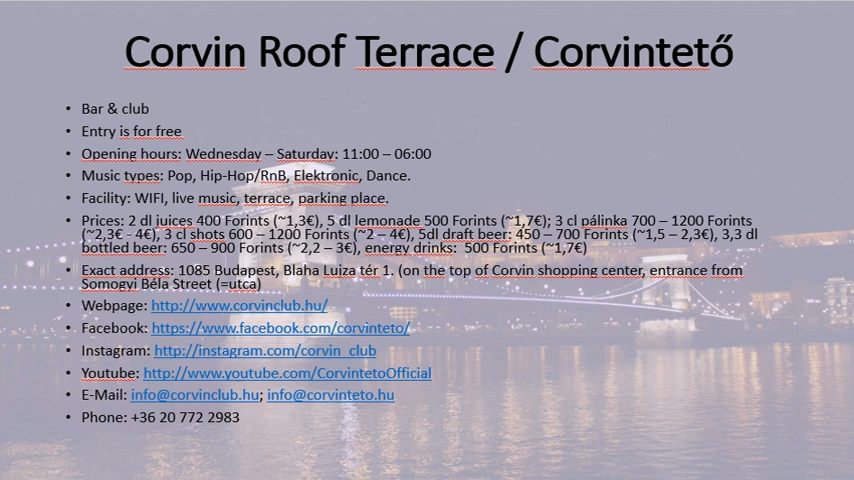 Corvin Roof Terrace / Corvintető
• Bar & club
• Entry is for free
• Opening hours: Wednesday – Saturday: 11:00 – 06:00
• Music types: Pop, Hip-Hop/RnB, Elektronic, Dance.
• Facility: WIFI, live music, terrace, parking place.
• Prices: 2 dl juices 400 Forints (~1,3€), 5 dl lemonade 500 Forints (~1,7€); 3 cl pálinka 700 – 1200 Forints
(~2,3€ - 4€), 3 cl shots 600 – 1200 Forints (~2 – 4€), 5dl draft beer: 450 – 700 Forints (~1,5 – 2,3€), 3,3 dl
bottled beer: 650 – 900 Forints (~2,2 – 3€), energy drinks:  500 Forints (~1,7€)
• Exact address: 1085 Budapest, Blaha Luiza tér 1. (on the top of Corvin shopping center, entrance from
Somogyi Béla Street (=utca)
• Webpage: http://www.corvinclub.hu/
• Facebook: https://www.facebook.com/corvinteto/
• Instagram: http://instagram.com/corvin_club
• Youtube: http://www.youtube.com/CorvintetoOfficial
• E-Mail: info@corvinclub.hu; info@corvinteto.hu
• Phone: +36 20 772 2983